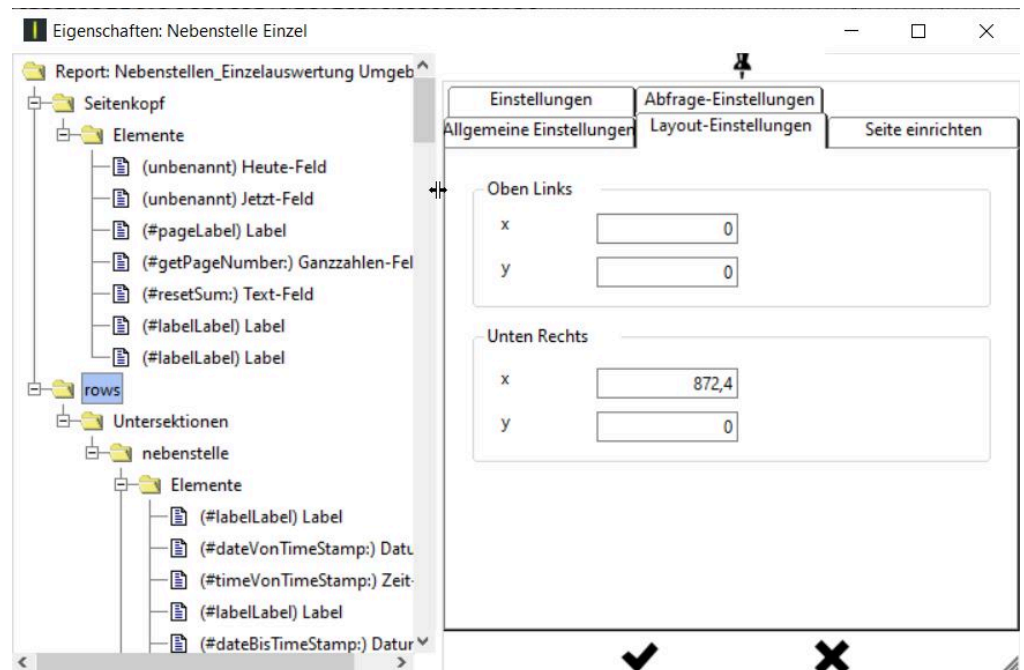 Eigenschaften: Nebenstelle Einzel
Report: Nebenstellen_Einzelauswertung Umgeb
Seitenkopf
Elemente
(unbenannt) Heute-Feld
(unbenannt) Jetzt-Feld
(#pageLabel) Label
(#getPageNumber:) Ganzzahlen-Fel
(#resetSum:) Text-Feld
(#labelLabel) Label
(#labelLabel) Label
rows
Untersektionen
nebenstelle
Elemente
(#labelLabel) Label
(#dateVonTimeStamp:) Datu
(#timeVonTimeStamp:) Zeit-
(#labelLabel) Label
(#dateBisTimeStamp:) Datur
Einstellungen
Abfrage-Einstellungen
Allgemeine Einstellungen
Layout-Einstellungen
Seite einrichten
Oben Links
x 0
y 0
Unten Rechts
x 872,4
y 0